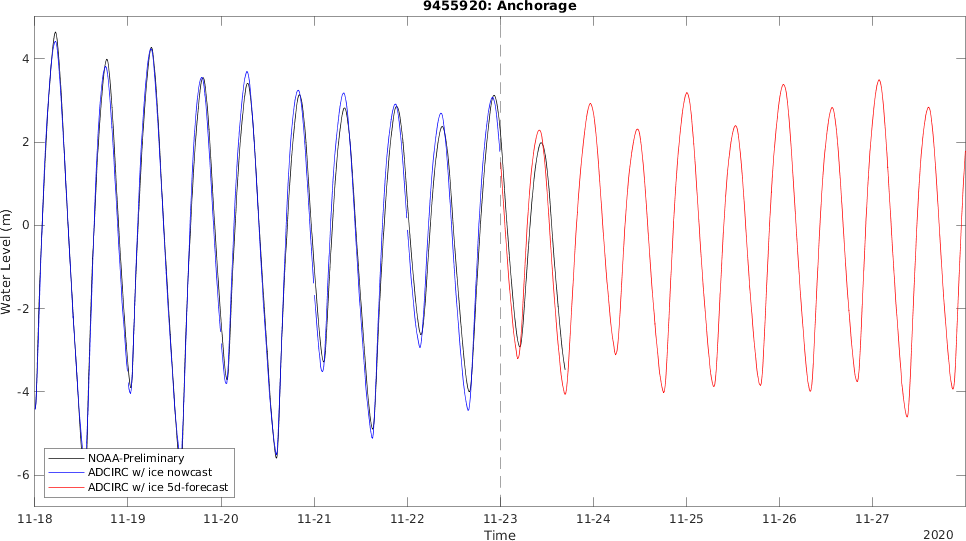 9455920: Anchorage
Water Level (m)
4
2
0
-2
-4
-6
NOAA-Preliminary
ADCIRC w/ ice nowcast
ADCIRC w/ ice 5d-forecast
11-18
11-19
11-20
11-21
11-22
11-23
11-24
11-25
11-26
11-27
Time
2020